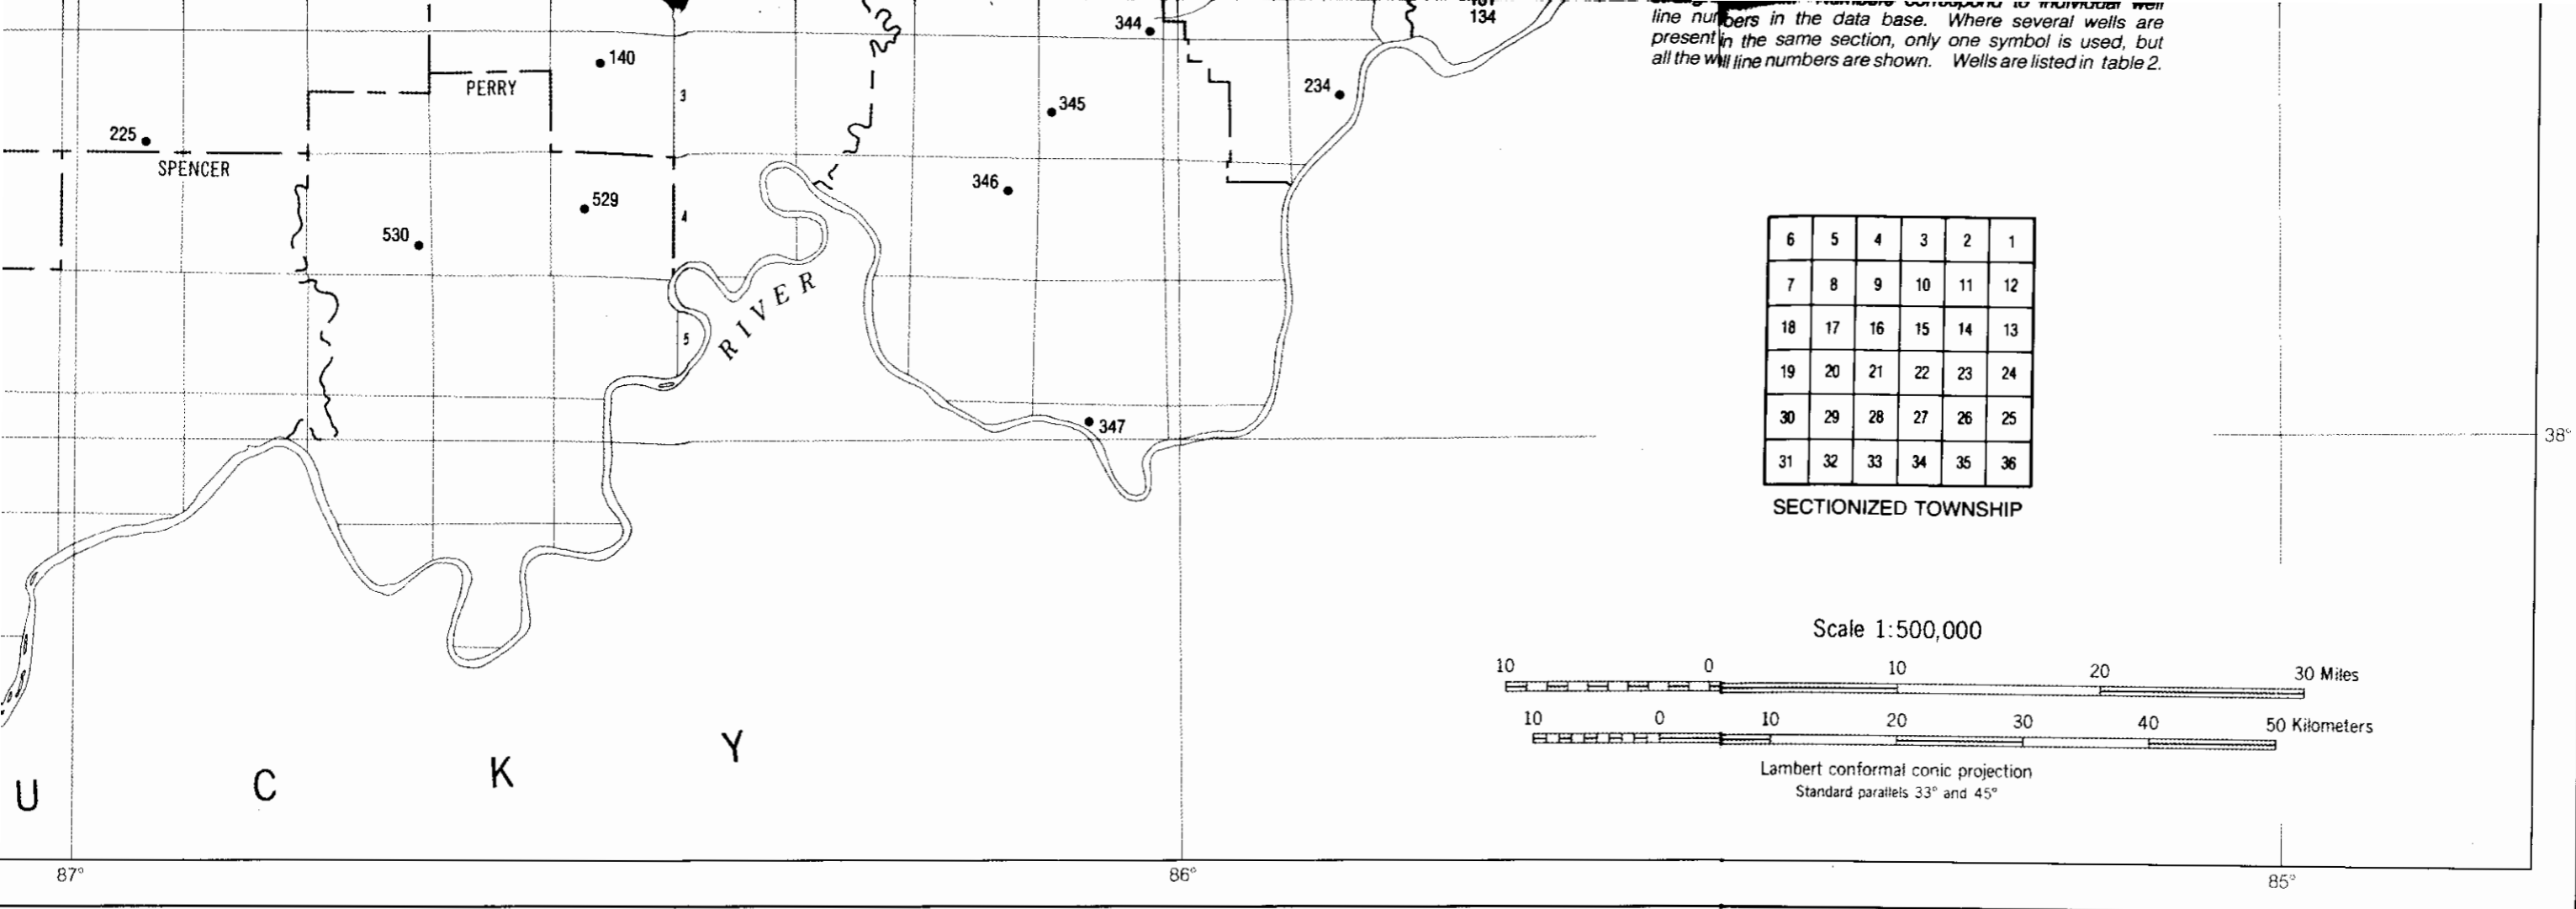 344
134
line numbers in the data base. Where several wells are
present in the same section, only one symbol is used, but
all the well line numbers are shown. Wells are listed in table 2.
140
PERRY
3
345
234
225
SPENCER
346
529
4
530
RIVER
5
347
6 5 4 3 2 1
7 8 9 10 11 12
18 17 16 15 14 13
19 20 21 22 23 24
30 29 28 27 26 25
31 32 33 34 35 36
SECTIONIZED TOWNSHIP
38°
Scale 1:500,000
10 0 10 20 30 Miles
10 0 10 20 30 40 50 Kilometers
Lambert conformal conic projection
Standard parallels 33° and 45°
U C K Y
87° 86° 85°